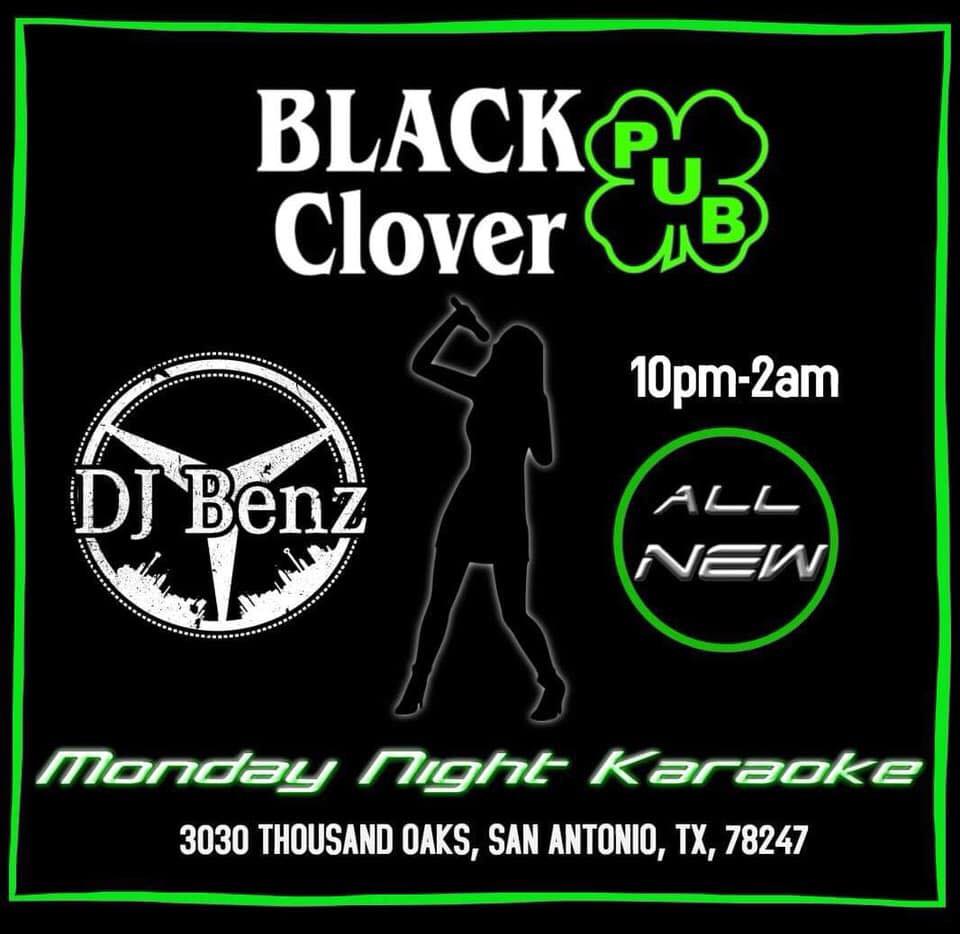 BLACK
Clover
PUB
10pm-2am
DJ Benz
ALL
NEW
Monday Night Karaoke
3030 THOUSAND OAKS, SAN ANTONIO, TX, 78247